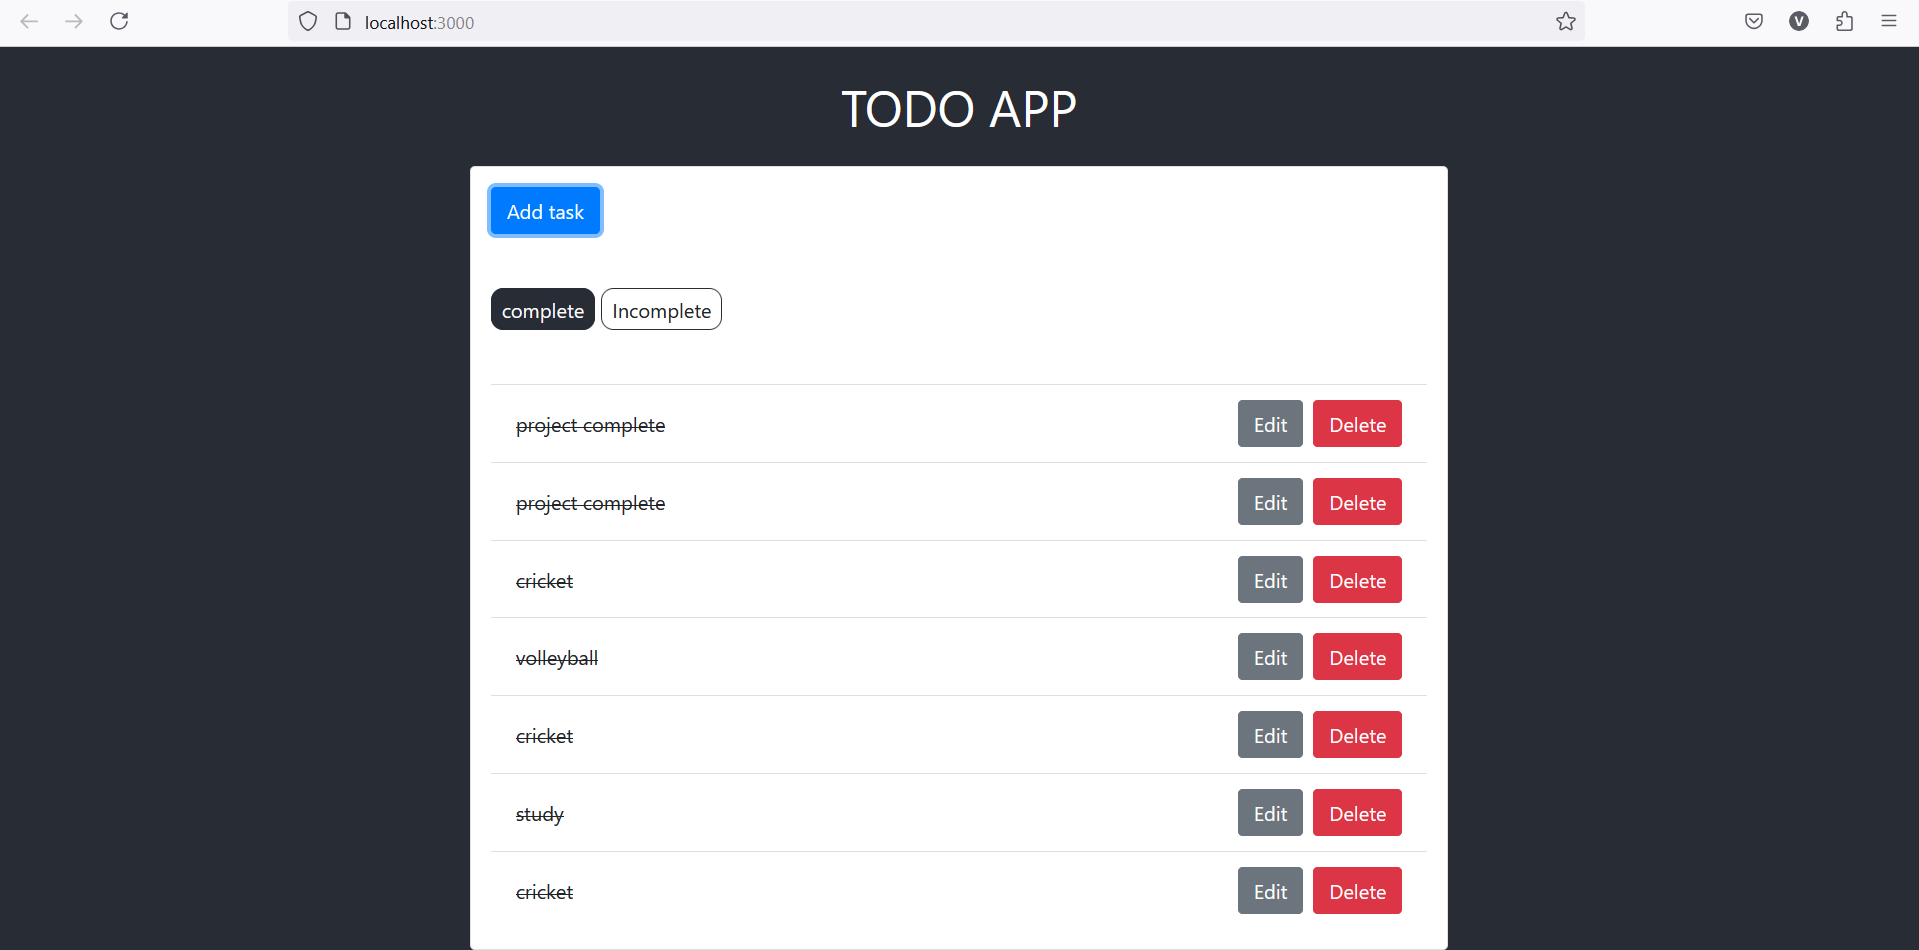 localhost:3000
V
TODO APP
Add task
complete Incomplete
project complete Edit Delete
project complete Edit Delete
cricket Edit Delete
volleyball Edit Delete
cricket Edit Delete
study Edit Delete
cricket Edit Delete